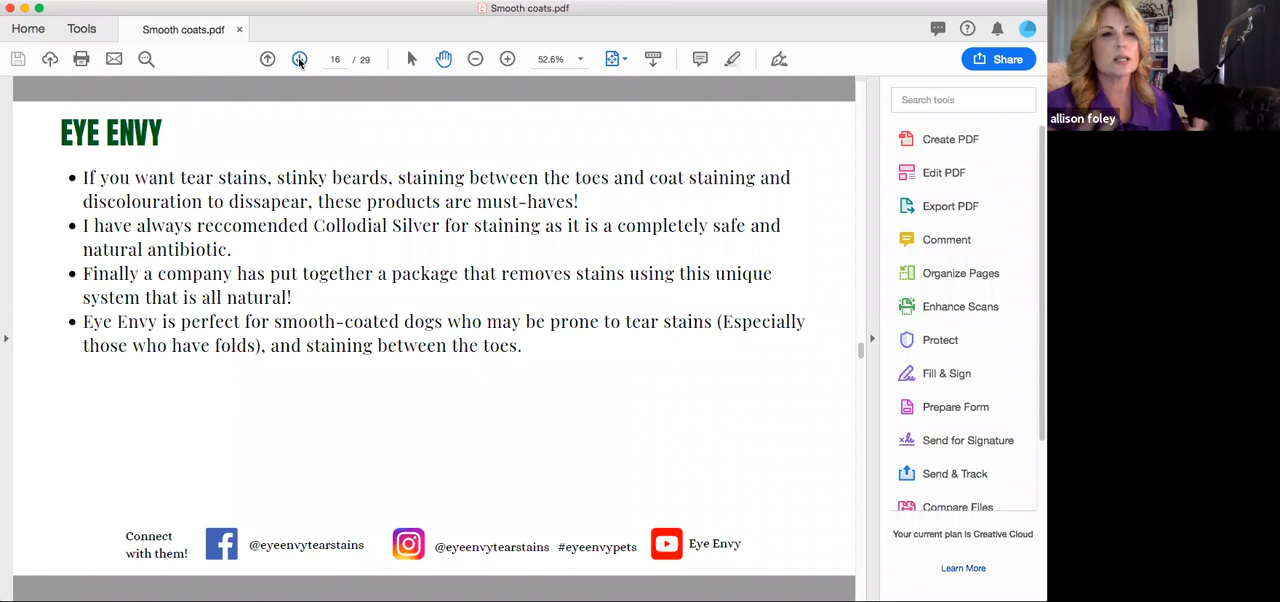 Smooth coats.pdf
Home
Tools
Smooth coats.pdf
×
16 / 29
52.6%
Share
allison foley
EYE ENVY
• If you want tear stains, stinky beards, staining between the toes and coat staining and
discolouration to dissapear, these products are must-haves!
• I have always reccomended Collodial Silver for staining as it is a completely safe and
natural antibiotic.
• Finally a company has put together a package that removes stains using this unique
system that is all natural!
• Eye Envy is perfect for smooth-coated dogs who may be prone to tear stains (Especially
those who have folds), and staining between the toes.
Connect
with them!
@eyeenvytearstains
@eyeenvytearstains #eyeenvypets
Eye Envy
Search tools
Create PDF
Edit PDF
Export PDF
Comment
Organize Pages
Enhance Scans
Protect
Fill & Sign
Prepare Form
Send for Signature
Send & Track
Compare Files
Your current plan is Creative Cloud
Learn More